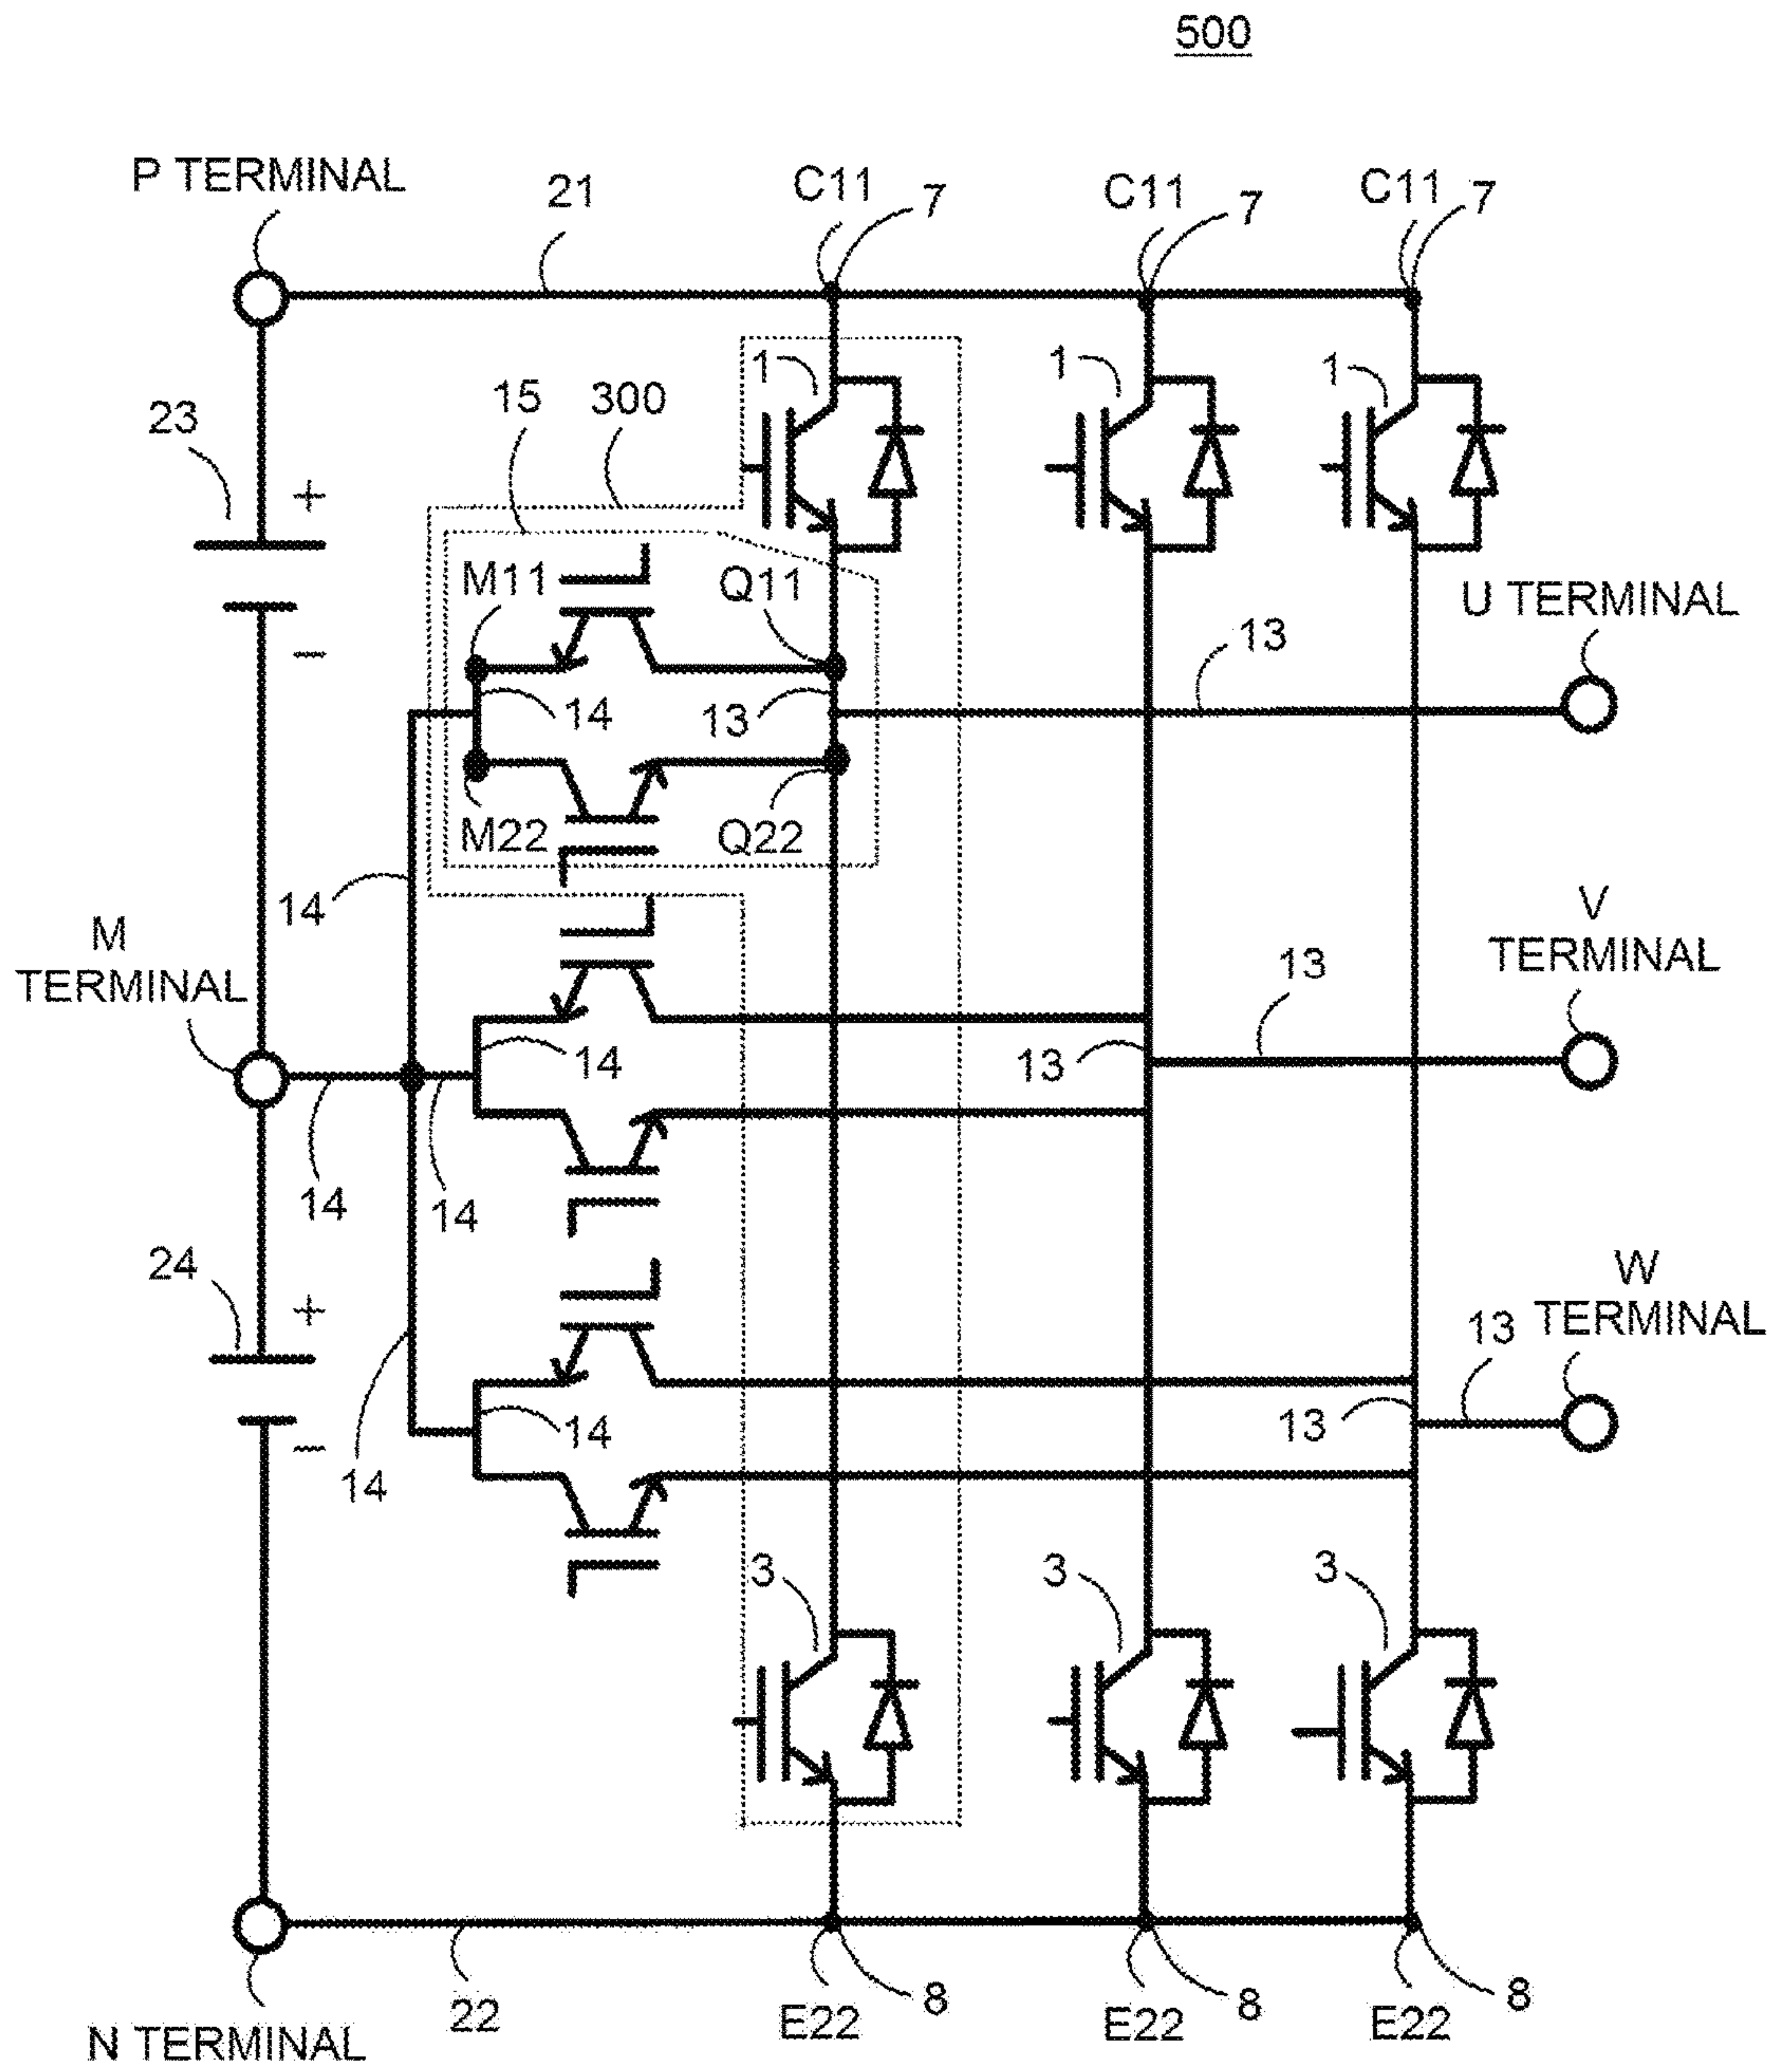 500
P TERMINAL
21
C11
7
C11
7
C11
7
1
1
1
15
300
23
+
−
M11
Q11
U TERMINAL
13
14
13
M22
Q22
14
M
TERMINAL
V
TERMINAL
13
14
13
14
14
24
+
−
W
TERMINAL
13
14
13
14
3
3
3
22
E22
8
E22
8
E22
8
N TERMINAL